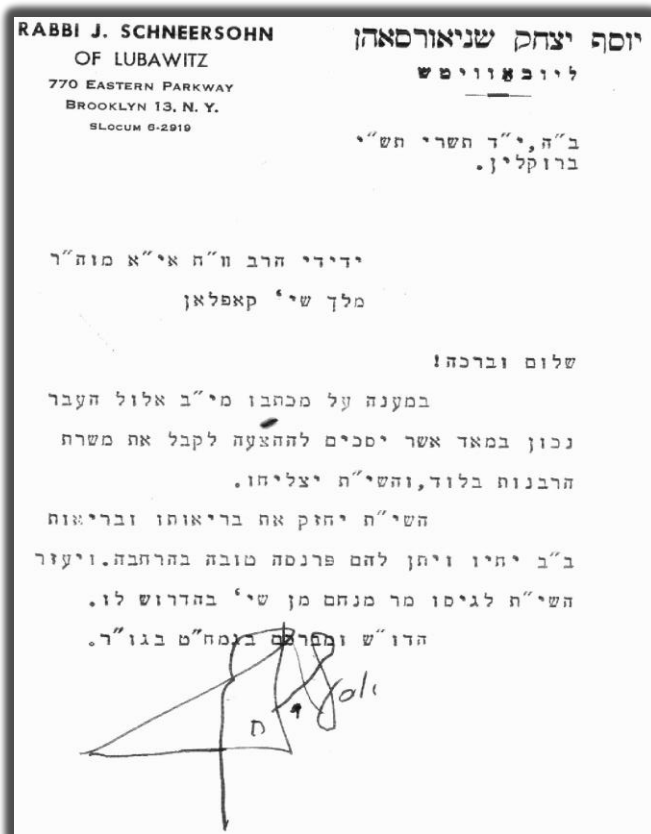 RABBI J. SCHNEERSOHN
OF LUBAWITZ
770 EASTERN PARKWAY
BROOKLYN 13, N. Y.
SLOCUM 6-2919
יוסף יצחק שניאורסאהן
ליובאוויטש
ב"ה,י"ד תשרי תש"י
ברוקלין.
ידידי הרב וו"ח אי"א מוה"ר
מלך שי' קאפלאן
שלום וברכה!
במענה על מכתבו מי"ב אלול העבר
נכון במאד אשר יסכים לההצעה לקבל את משרת
הרבנות בלוד,והשי"ת יצליחו.
השי"ת יחזק את בריאותו ובריאות
ב"ב יחיו ויתן להם פרנסה טובה בהרחבה.ויעזר
השי"ת לגיסו מר מנחם מן שי' בהדרוש לו.
הדו"ש ומברכם בגמח"ט בגו"ר.